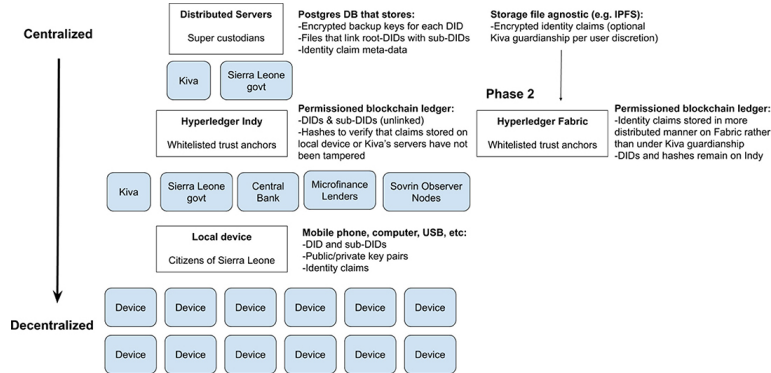 Centralized
Distributed Servers
Super custodians
Postgres DB that stores:
-Encrypted backup keys for each DID
-Files that link root-DIDs with sub-DIDs
-Identity claim meta-data
Storage file agnostic (e.g. IPFS):
-Encrypted identity claims (optional
Kiva guardianship per user discretion)
Kiva
Sierra Leone
govt
Phase 2
Hyperledger Indy
Whitelisted trust anchors
Permissioned blockchain ledger:
-DIDs & sub-DIDs (unlinked)
-Hashes to verify that claims stored on
local device or Kiva's servers have not
been tampered
Hyperledger Fabric
Whitelisted trust anchors
Permissioned blockchain ledger:
-Identity claims stored in more
distributed manner on Fabric rather
than under Kiva guardianship
-DIDs and hashes remain on Indy
Kiva
Sierra Leone
govt
Central
Bank
Microfinance
Lenders
Sovrin Observer
Nodes
Local device
Citizens of Sierra Leone
Mobile phone, computer, USB, etc:
-DID and sub-DIDs
-Public/private key pairs
-Identity claims
Device
Device
Device
Device
Device
Device
Decentralized
Device
Device
Device
Device
Device
Device